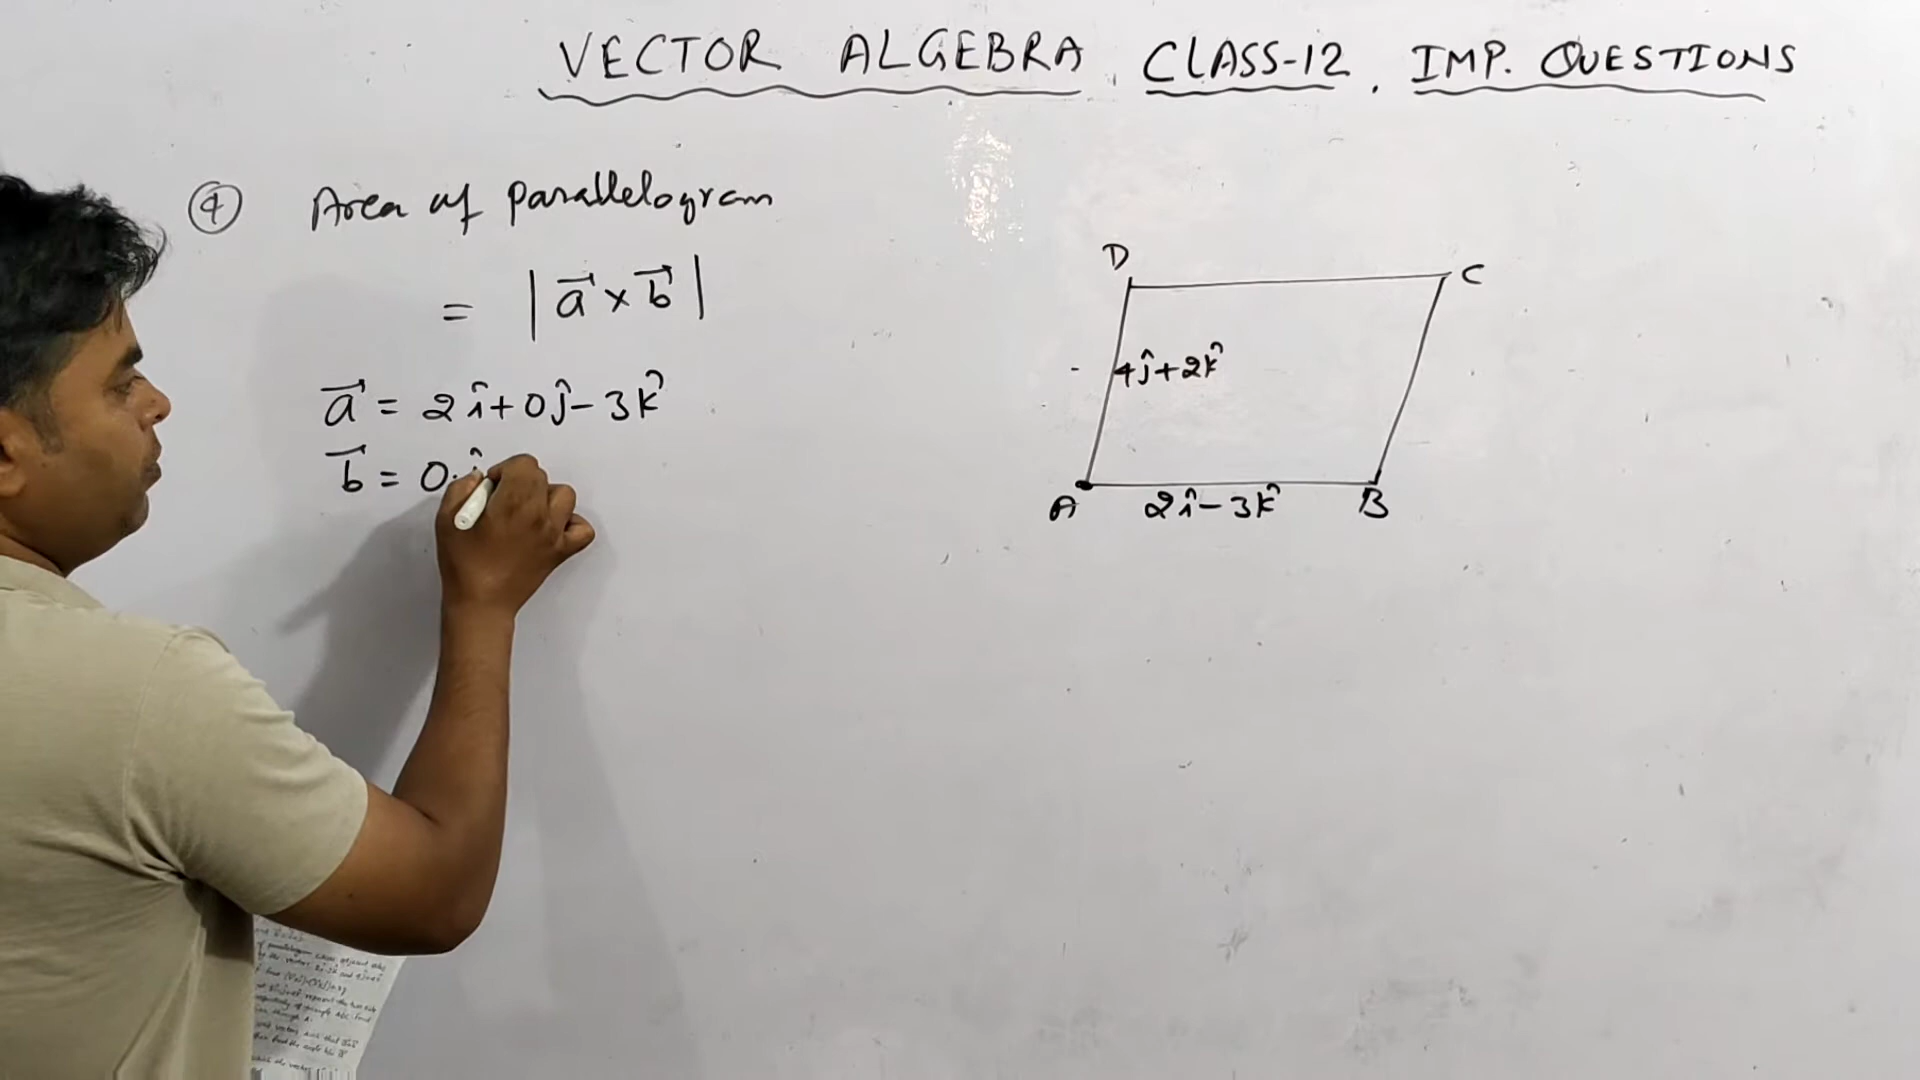 VECTOR ALGEBRA, CLASS-12, IMP. QUESTIONS
④ Area of parallelogram
= |a⃗ × b⃗|
a⃗ = 2î + 0ĵ - 3k̂
b⃗ = 0.î
D
C
4ĵ+2k̂
A
2î-3k̂
B